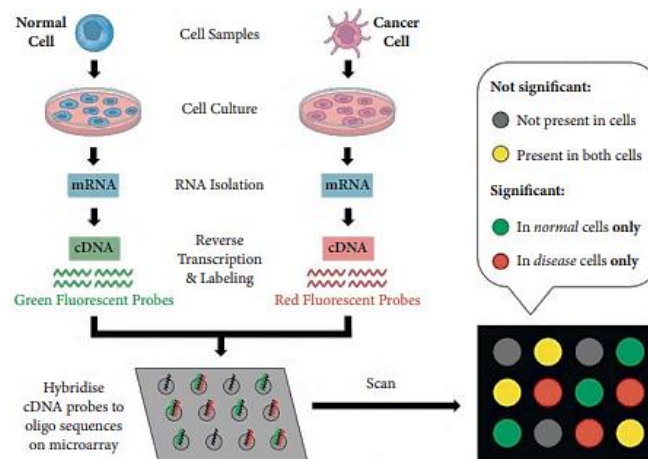 Normal
Cell
Cell Samples
Cancer
Cell
Cell Culture
mRNA
RNA Isolation
mRNA
cDNA
Reverse
Transcription
& Labeling
cDNA
Green Fluorescent Probes
Red Fluorescent Probes
Hybridise
cDNA probes to
oligo sequences
on microarray
Scan
Not significant:
Not present in cells
Present in both cells
Significant:
In normal cells only
In disease cells only